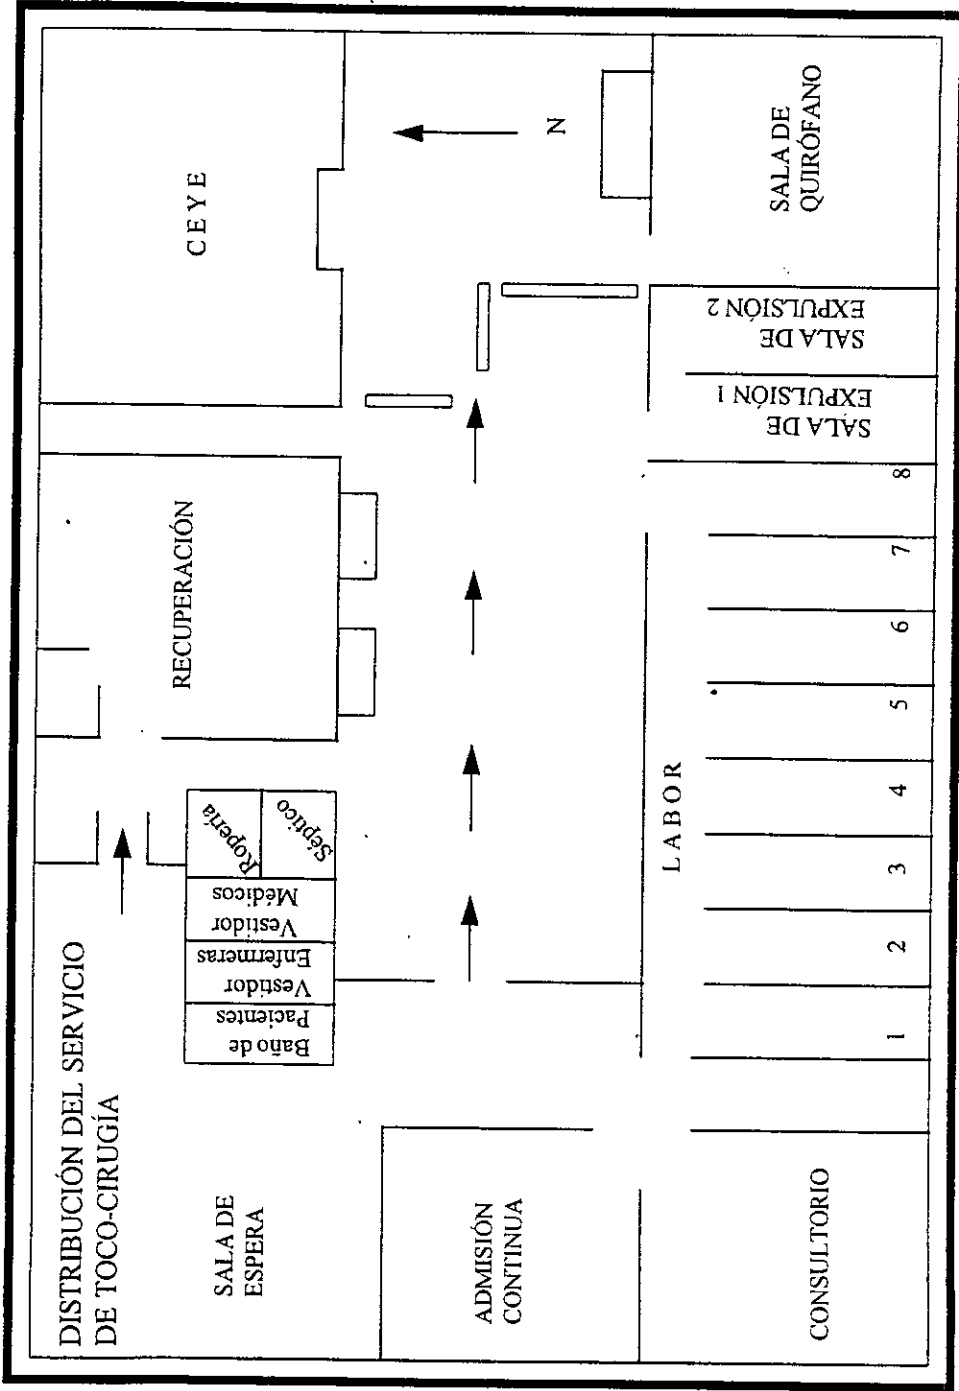 DISTRIBUCIÓN DEL SERVICIO
DE TOCO-CIRUGÍA
SALA DE
ESPERA
Baño de
Pacientes
Vestidor
Enfermeras
Vestidor
Médicos
Ropería
Séptico
RECUPERACIÓN
CEYE
N
ADMISIÓN
CONTINUA
CONSULTORIO
LABOR
1
2
3
4
5
6
7
8
SALA DE
EXPULSIÓN 1
SALA DE
EXPULSIÓN 2
SALA DE
QUIRÓFANO